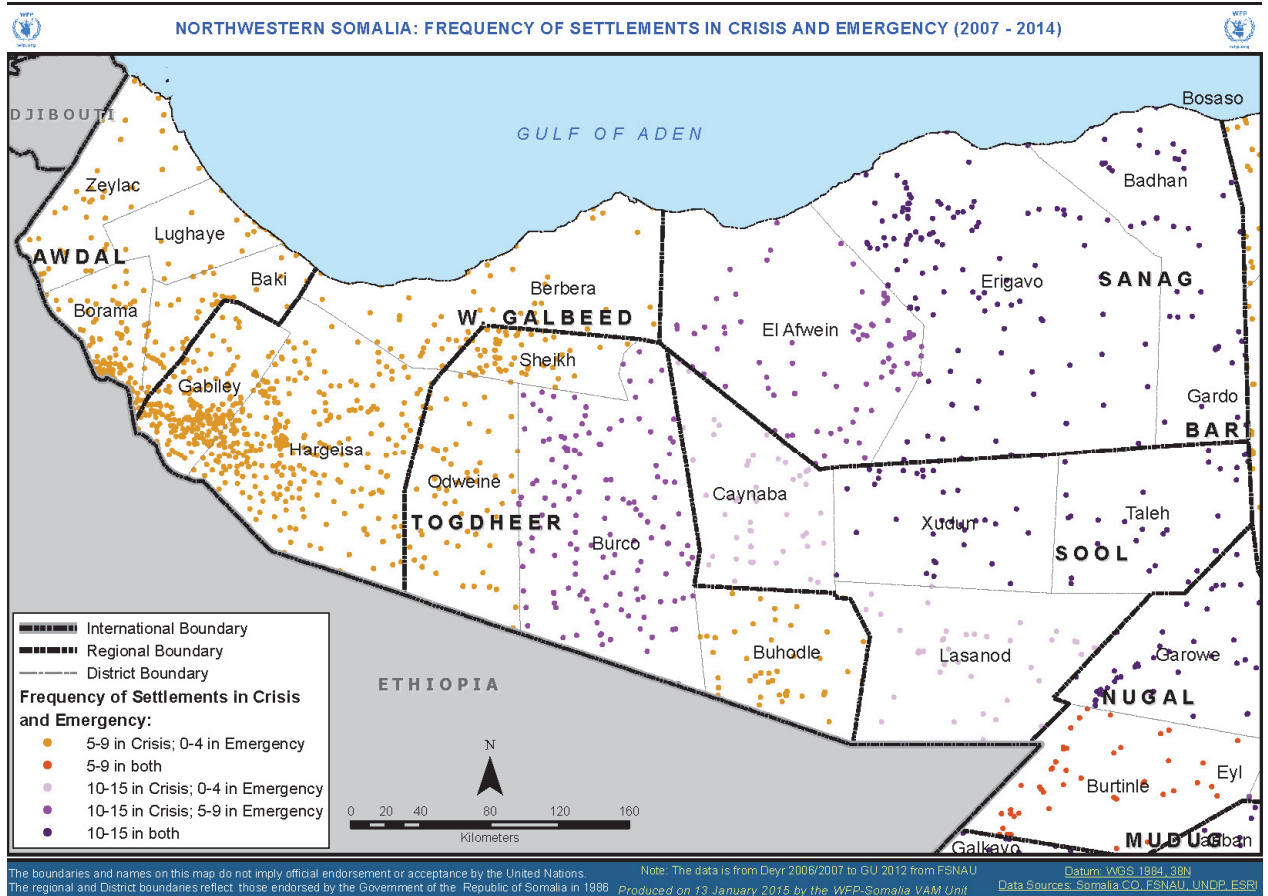 WFP
wfp.org
NORTHWESTERN SOMALIA: FREQUENCY OF SETTLEMENTS IN CRISIS AND EMERGENCY (2007 - 2014)
WFP
wfp.org
DJIBOUTI
Bosaso
GULF OF ADEN
Zeylac
Badhan
Lughaye
AWDAL
Baki
Erigavo
SANAG
Berbera
Borama
W. GALBEED
El Afwein
Sheikh
Gabiley
Gardo
BAR
Hargeisa
Odweine
Caynaba
TOGDHEER
Xudun
Taleh
Burco
SOOL
Buhodle
Lasanod
Garowe
ETHIOPIA
NUGAL
Burtinle
Eyl
MUDUG
Galkayo
International Boundary
Regional Boundary
District Boundary
Frequency of Settlements in Crisis
and Emergency:
5-9 in Crisis; 0-4 in Emergency
5-9 in both
10-15 in Crisis; 0-4 in Emergency
10-15 in Crisis; 5-9 in Emergency
10-15 in both
N
0 20 40 80 120 160
Kilometers
The boundaries and names on this map do not imply official endorsement or acceptance by the United Nations.
The regional and District boundaries reflect those endorsed by the Government of the Republic of Somalia in 1986
Note: The data is from Deyr 2006/2007 to GU 2012 from FSNAU
Produced on 13 January 2015 by the WFP-Somalia VAM Unit
Datum: WGS 1984, 38N
Data Sources: Somalia CO, FSNAU, UNDP, ESRI